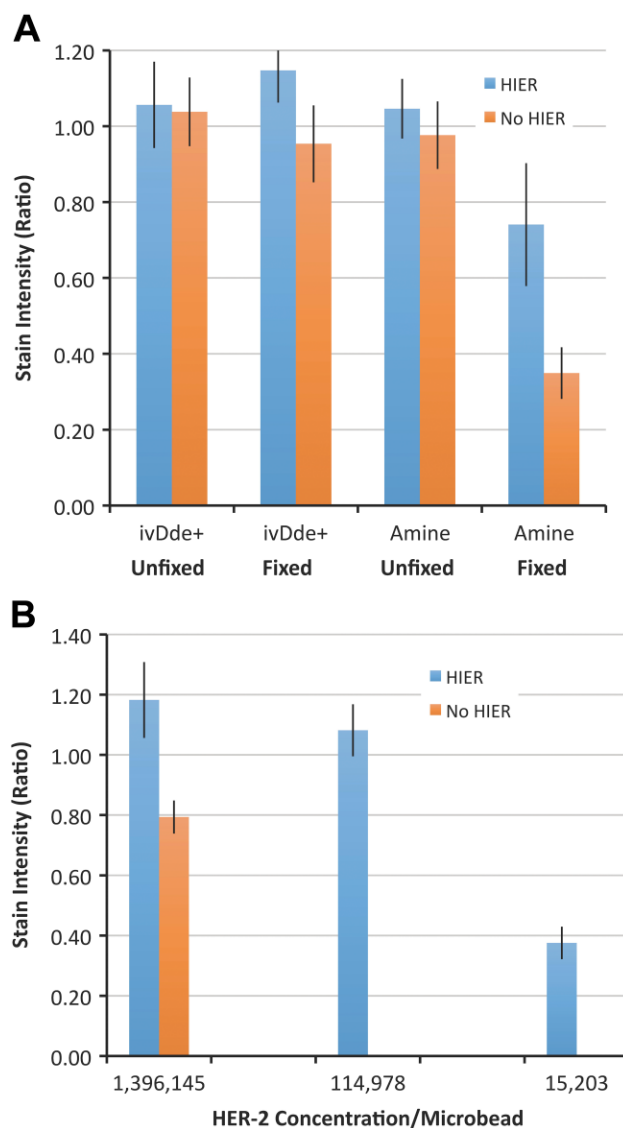 A
1.20
1.00
0.80
0.60
0.40
0.20
0.00
Stain Intensity (Ratio)
HIER
No HIER
ivDde+ ivDde+ Amine Amine
Unfixed Fixed Unfixed Fixed
B
1.40
1.20
1.00
0.80
0.60
0.40
0.20
0.00
Stain Intensity (Ratio)
HIER
No HIER
1,396,145 114,978 15,203
HER-2 Concentration/Microbead